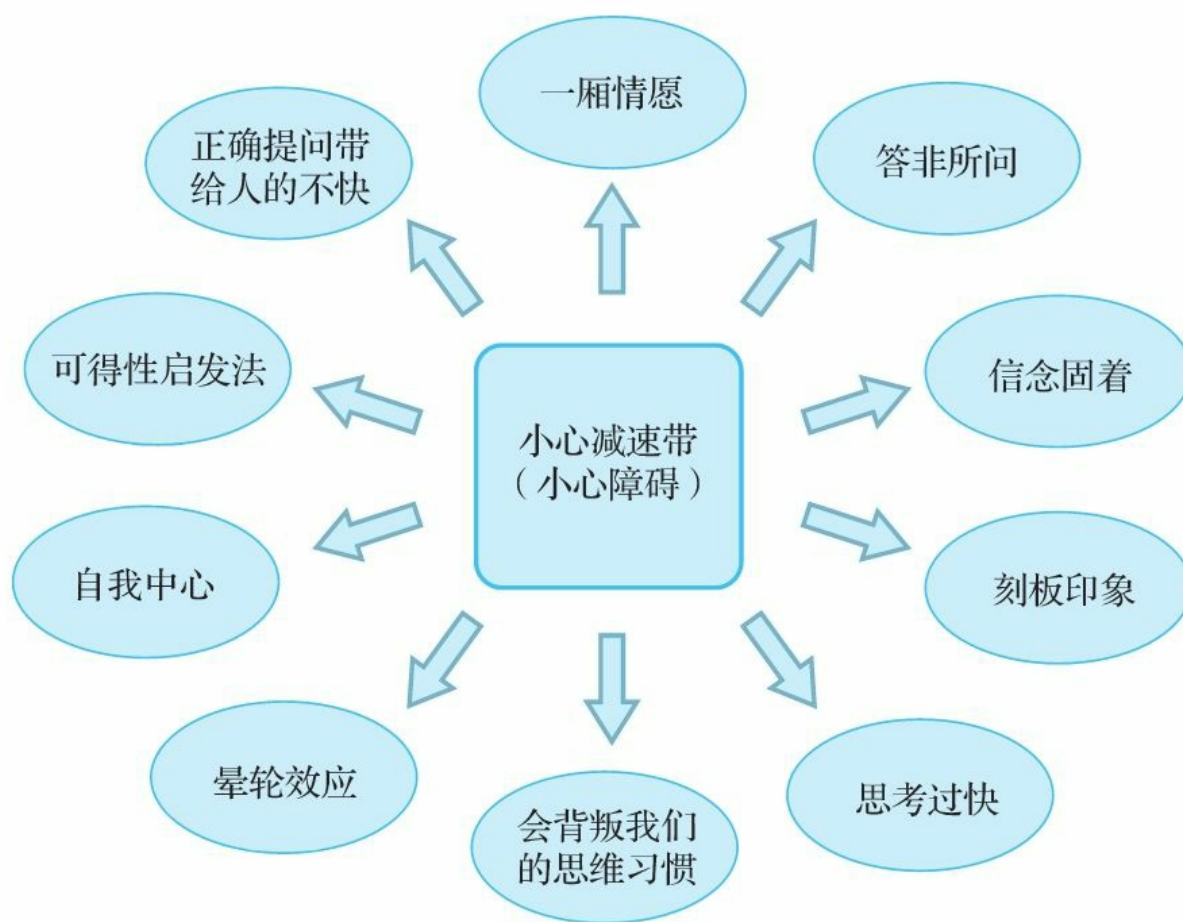 一厢情愿
正确提问带
给人的不快
答非所问
可得性启发法
信念固着
小心减速带
（小心障碍）
自我中心
刻板印象
晕轮效应
思考过快
会背叛我们
的思维习惯